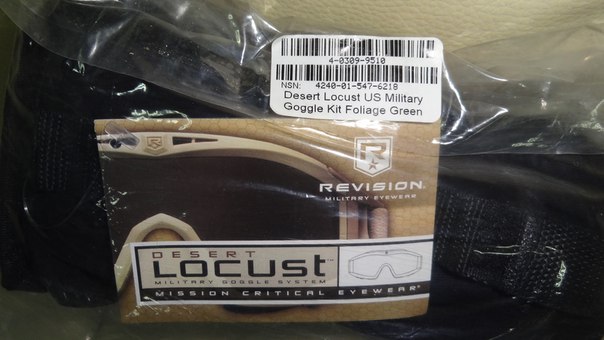 4-0309-9510
NSN: 4240-01-547-6218
Desert Locust US Military
Goggle Kit Foliage Green
R
REVISION
MILITARY EYEWEAR
DESERT
LOCUST™
MILITARY GOGGLE SYSTEM
MISSION CRITICAL EYEWEAR®